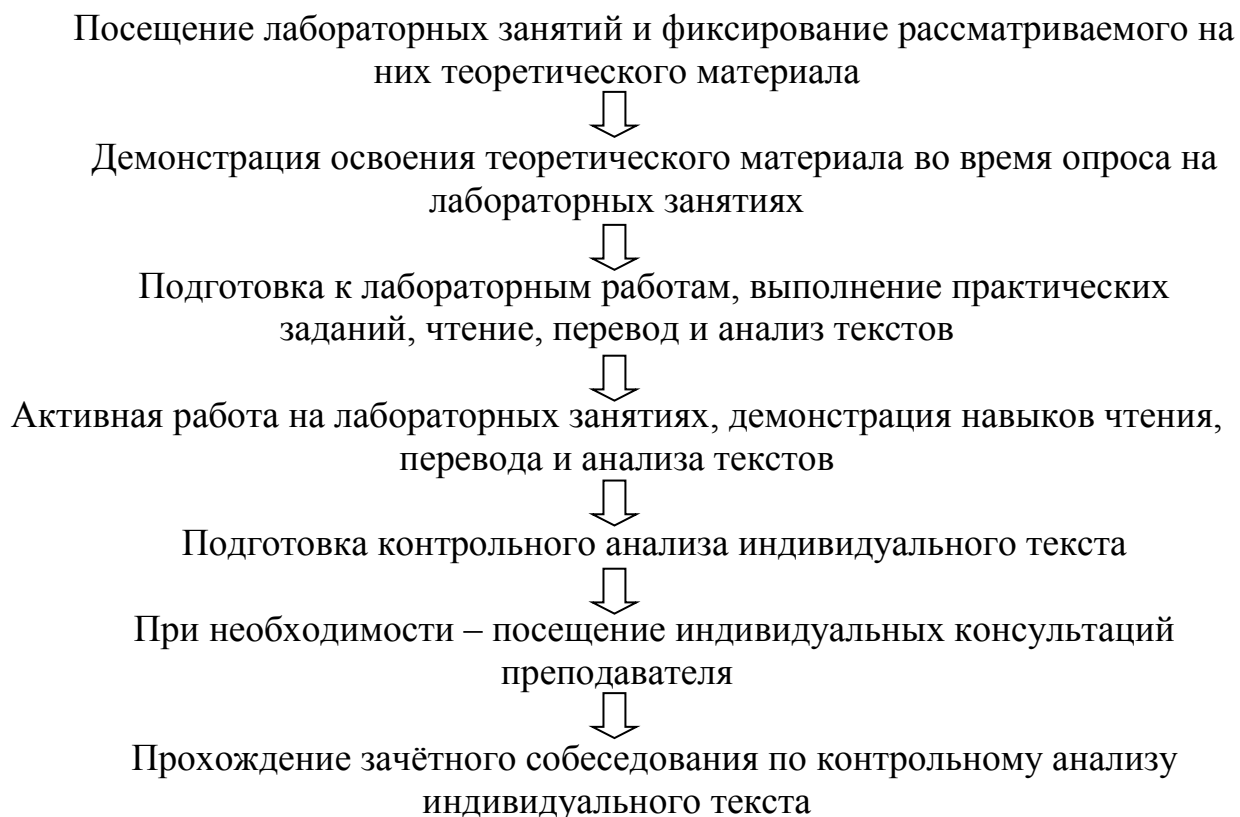 Посещение лабораторных занятий и фиксирование рассматриваемого на
них теоретического материала
Демонстрация освоения теоретического материала во время опроса на
лабораторных занятиях
Подготовка к лабораторным работам, выполнение практических
заданий, чтение, перевод и анализ текстов
Активная работа на лабораторных занятиях, демонстрация навыков чтения,
перевода и анализа текстов
Подготовка контрольного анализа индивидуального текста
При необходимости – посещение индивидуальных консультаций
преподавателя
Прохождение зачётного собеседования по контрольному анализу
индивидуального текста